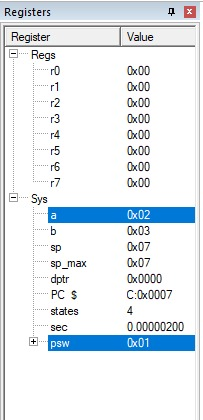 Registers
Register Value
Regs
r0 0x00
r1 0x00
r2 0x00
r3 0x00
r4 0x00
r5 0x00
r6 0x00
r7 0x00
Sys
a 0x02
b 0x03
sp 0x07
sp_max 0x07
dptr 0x0000
PC $ C:0x0007
states 4
sec 0.00000200
psw 0x01